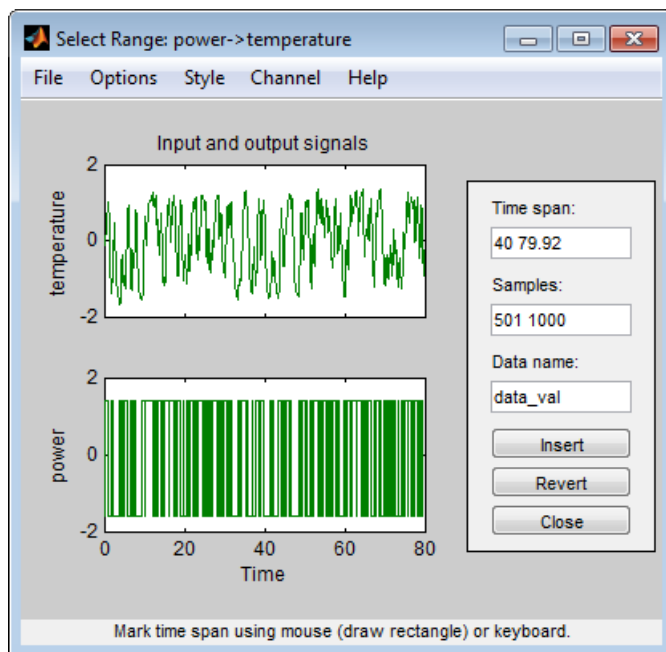 Select Range: power->temperature
File Options Style Channel Help
Input and output signals
2
0
-2
temperature
2
0
-2
power
0 20 40 60 80
Time
Time span:
40 79.92
Samples:
501 1000
Data name:
data_val
Insert
Revert
Close
Mark time span using mouse (draw rectangle) or keyboard.